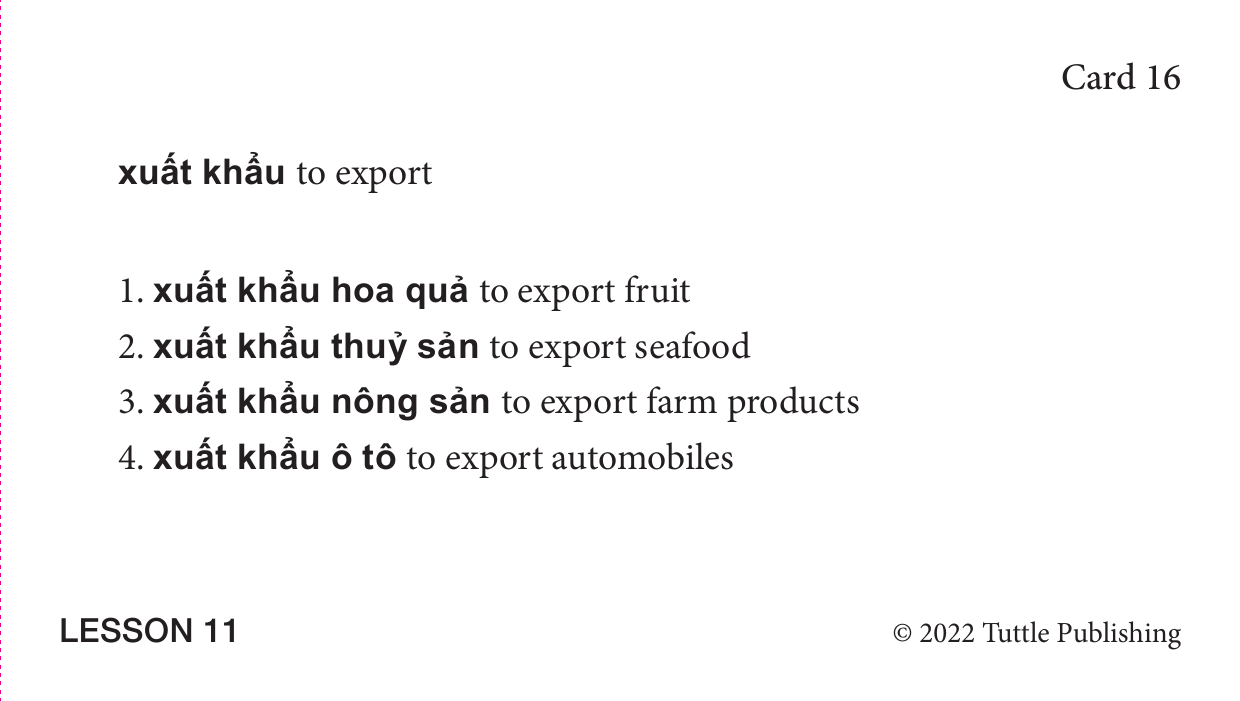 Card 16
xuất khẩu to export
1. xuất khẩu hoa quả to export fruit
2. xuất khẩu thuỷ sản to export seafood
3. xuất khẩu nông sản to export farm products
4. xuất khẩu ô tô to export automobiles
LESSON 11
© 2022 Tuttle Publishing